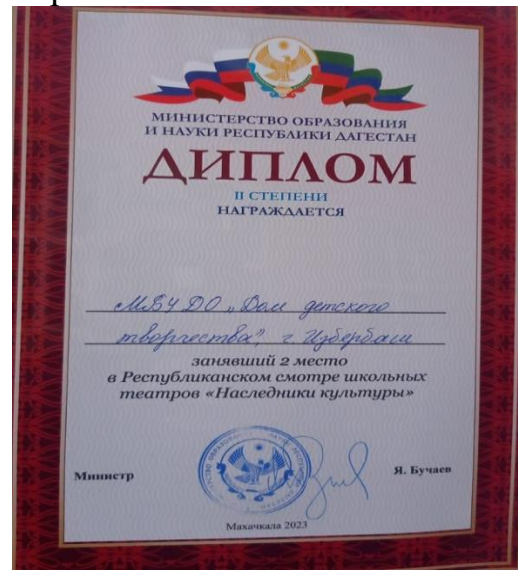 МИНИСТЕРСТВО ОБРАЗОВАНИЯ
И НАУКИ РЕСПУБЛИКИ ДАГЕСТАН
ДИПЛОМ
II СТЕПЕНИ
НАГРАЖДАЕТСЯ
МБУ ДО „Дом детского
творчества", г. Избербаш
занявший 2 место
в Республиканском смотре школьных
театров «Наследники культуры»
Министр
Я. Бучаев
Махачкала 2023